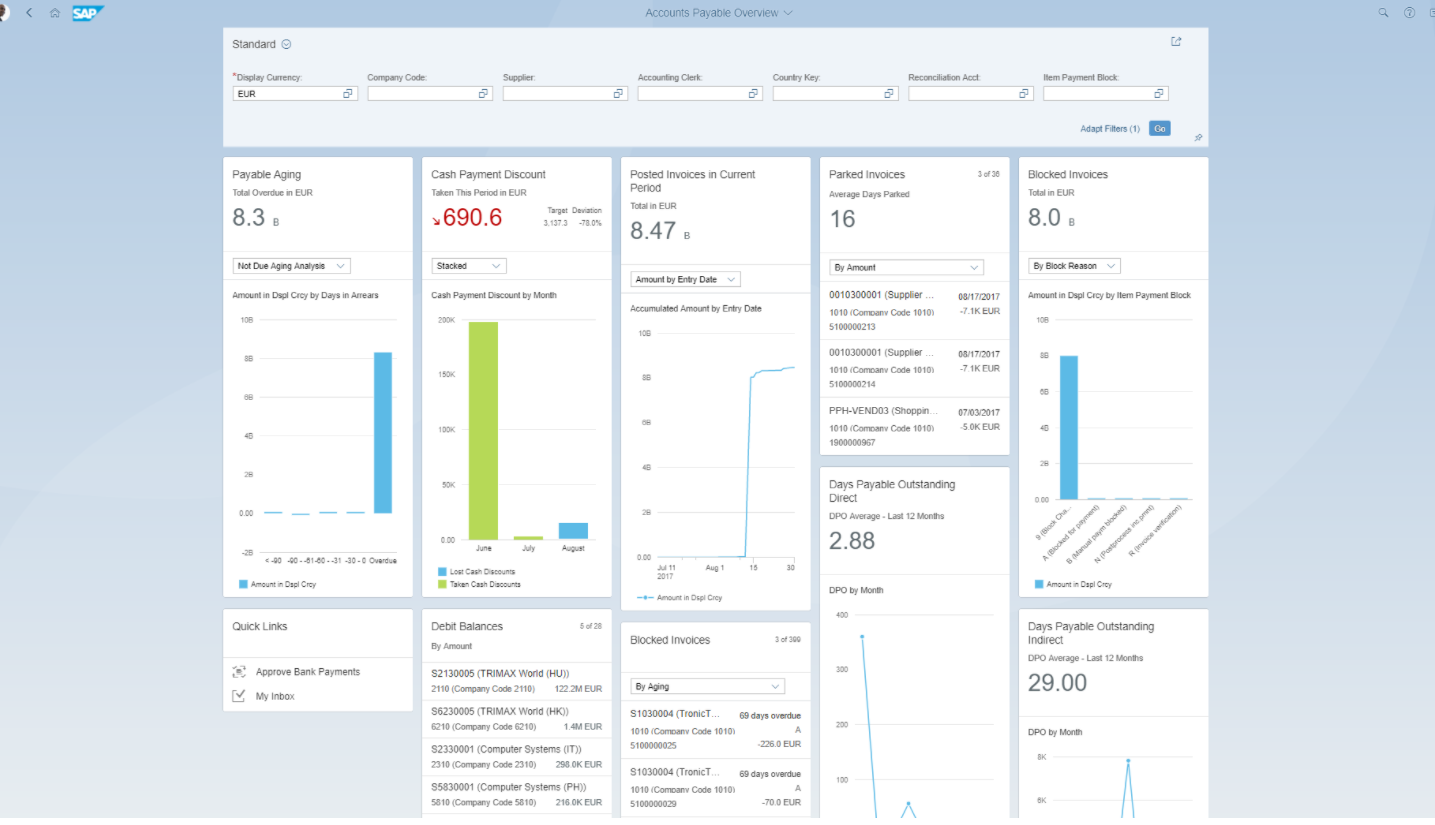 SAP
Accounts Payable Overview
Standard
*Display Currency:
EUR
Company Code:
Supplier:
Accounting Clerk:
Country Key:
Reconciliation Acct:
Item Payment Block:
Adapt Filters (1)
Go
Payable Aging
Total Overdue in EUR
8.3 B
Not Due Aging Analysis
Amount in Dspl Crcy by Days in Arrears
10B
8B
6B
4B
2B
0.00
-2B
< -90 -90 - -61 -60 - -31 -30 - 0 Overdue
Amount in Dspl Crcy
Cash Payment Discount
Taken This Period in EUR
690.6
Target Deviation
3,137.3 -78.0%
Stacked
Cash Payment Discount by Month
200K
150K
100K
50K
0.00
June July August
Lost Cash Discounts
Taken Cash Discounts
Posted Invoices in Current
Period
Total in EUR
8.47 B
Amount by Entry Date
Accumulated Amount by Entry Date
10B
8B
6B
4B
2B
0.00
Jul 11 Aug 1 15 30
2017
Amount in Dspl Crcy
Parked Invoices 3 of 38
Average Days Parked
16
By Amount
0010300001 (Supplier ... 08/17/2017
1010 (Company Code 1010) -7.1K EUR
5100000213
0010300001 (Supplier ... 08/17/2017
1010 (Company Code 1010) -7.1K EUR
5100000214
PPH-VEND03 (Shoppin... 07/03/2017
1010 (Company Code 1010) -5.0K EUR
1900000967
Blocked Invoices
Total in EUR
8.0 B
By Block Reason
Amount in Dspl Crcy by Item Payment Block
10B
8B
6B
4B
2B
0.00
9 (Block Cha...
A (Blocked for payment)
B (Manual paym blocked)
N (Postprocess inc.pmnt)
R (Invoice verification)
Amount in Dspl Crcy
Quick Links
Approve Bank Payments
My Inbox
Debit Balances 5 of 28
By Amount
S2130005 (TRIMAX World (HU))
2110 (Company Code 2110) 122.2M EUR
S6230005 (TRIMAX World (HK))
6210 (Company Code 6210) 1.4M EUR
S2330001 (Computer Systems (IT))
2310 (Company Code 2310) 298.0K EUR
S5830001 (Computer Systems (PH))
5810 (Company Code 5810) 216.0K EUR
Blocked Invoices 3 of 399
By Aging
S1030004 (TronicT... 69 days overdue
1010 (Company Code 1010) A
5100000025 -226.0 EUR
S1030004 (TronicT... 69 days overdue
1010 (Company Code 1010) A
5100000029 -70.0 EUR
Days Payable Outstanding
Direct
DPO Average - Last 12 Months
2.88
DPO by Month
400
300
200
100
Days Payable Outstanding
Indirect
DPO Average - Last 12 Months
29.00
DPO by Month
8K
6K